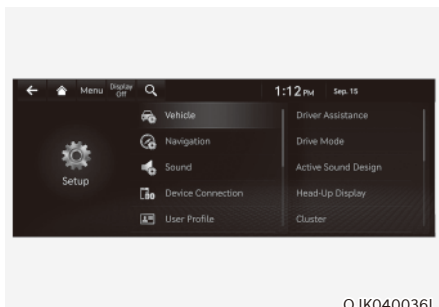 Menu Display Off 1:12 PM Sep. 15
Setup
Vehicle
Navigation
Sound
Device Connection
User Profile
Driver Assistance
Drive Mode
Active Sound Design
Head-Up Display
Cluster